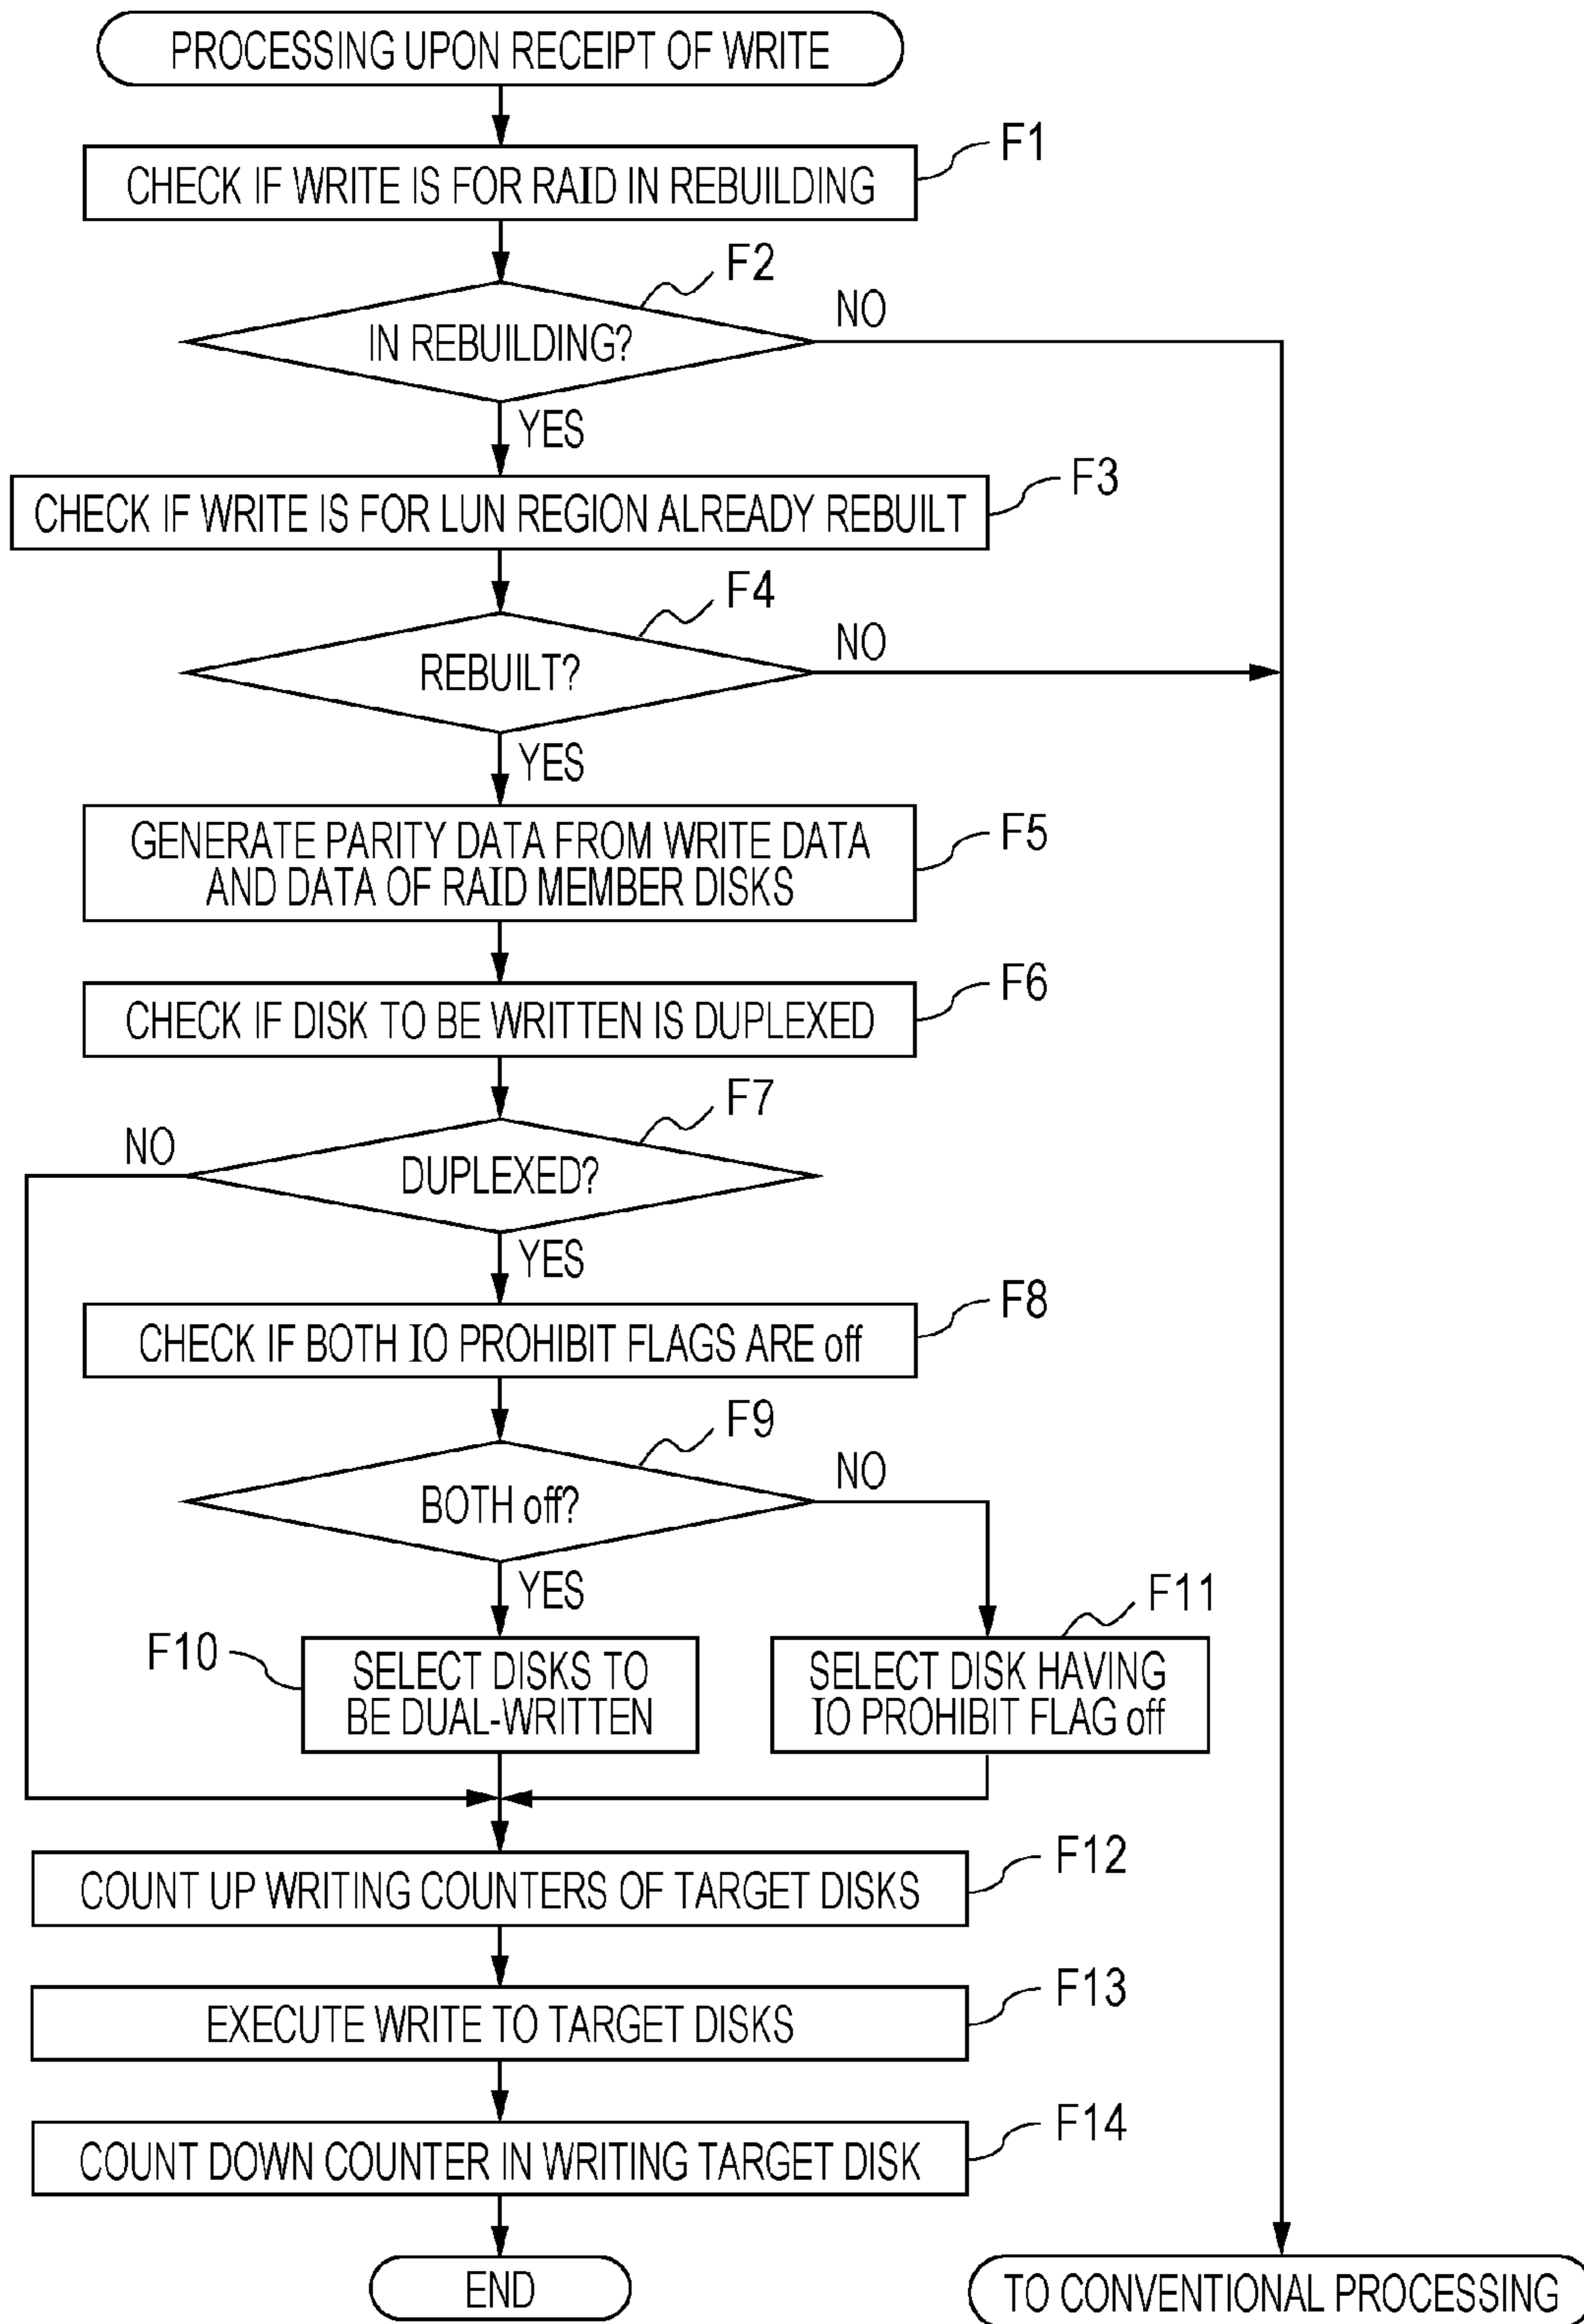 PROCESSING UPON RECEIPT OF WRITE
F1
CHECK IF WRITE IS FOR RAID IN REBUILDING
F2
IN REBUILDING?
NO
YES
F3
CHECK IF WRITE IS FOR LUN REGION ALREADY REBUILT
F4
REBUILT?
NO
YES
GENERATE PARITY DATA FROM WRITE DATA
AND DATA OF RAID MEMBER DISKS
F5
F6
CHECK IF DISK TO BE WRITTEN IS DUPLEXED
F7
NO
DUPLEXED?
YES
F8
CHECK IF BOTH IO PROHIBIT FLAGS ARE off
F9
BOTH off?
NO
YES
F10
SELECT DISKS TO
BE DUAL-WRITTEN
F11
SELECT DISK HAVING
IO PROHIBIT FLAG off
F12
COUNT UP WRITING COUNTERS OF TARGET DISKS
F13
EXECUTE WRITE TO TARGET DISKS
F14
COUNT DOWN COUNTER IN WRITING TARGET DISK
END
TO CONVENTIONAL PROCESSING